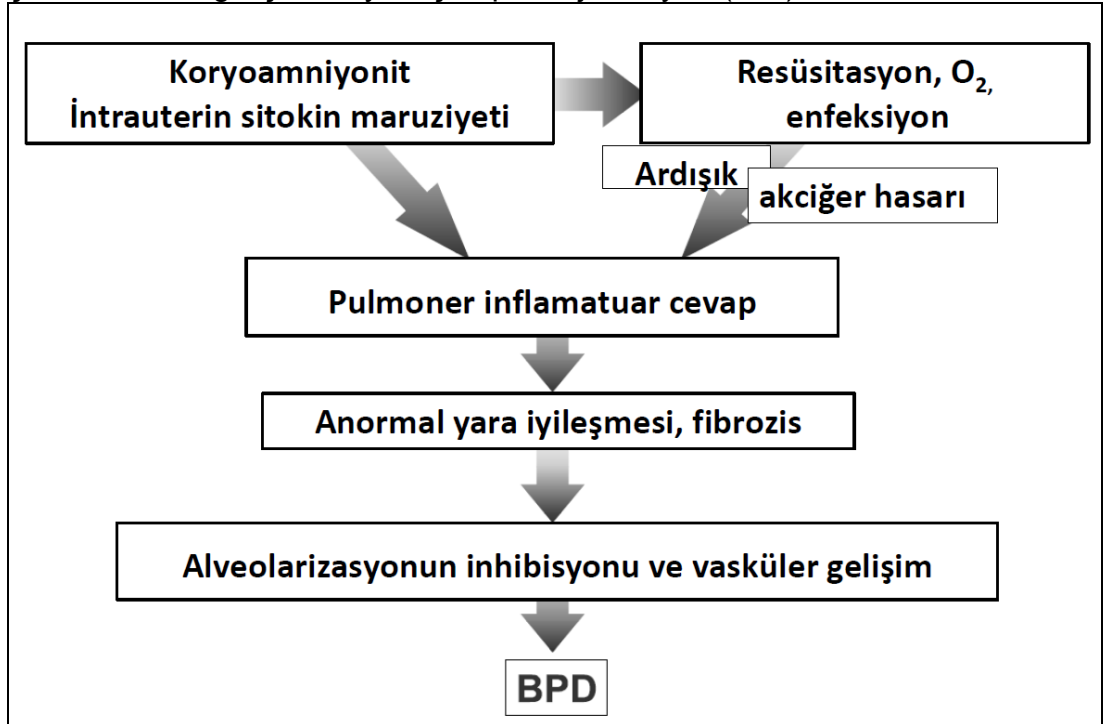 Koryoamniyonit
İntrauterin sitokin maruziyeti
Resüsitasyon, O₂,
enfeksiyon
Ardışık
akciğer hasarı
Pulmoner inflamatuar cevap
Anormal yara iyileşmesi, fibrozis
Alveolarizasyonun inhibisyonu ve vasküler gelişim
BPD